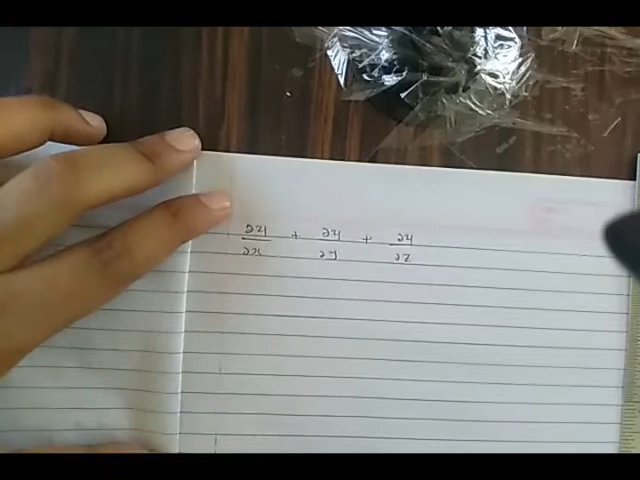 ∂u/∂x + ∂u/∂y + ∂u/∂z